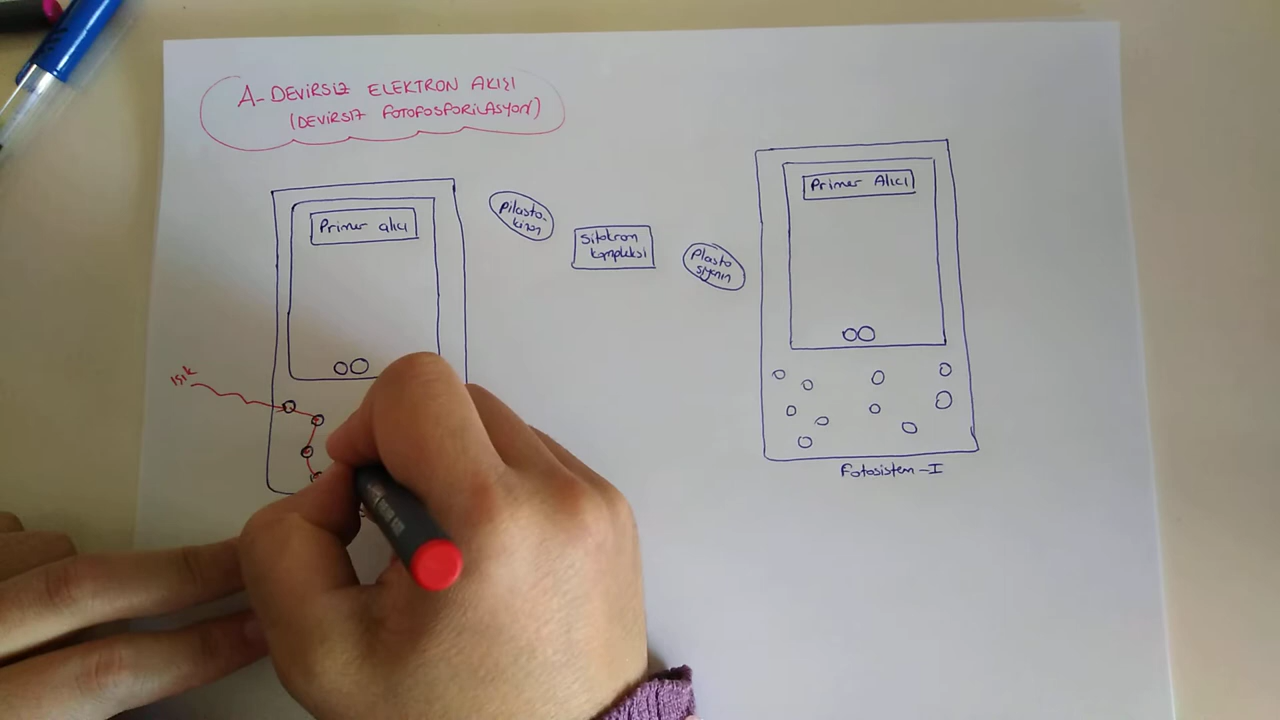 A- DEVİRSİZ ELEKTRON AKIŞI
(DEVİRSİZ FOTOFOSFORİLASYON)
Primer alıcı
Pilasto-
kinon
Sitokrom
kompleksi
Plasto
siyanin
Primer Alıcı
Işık
Fotosistem-I